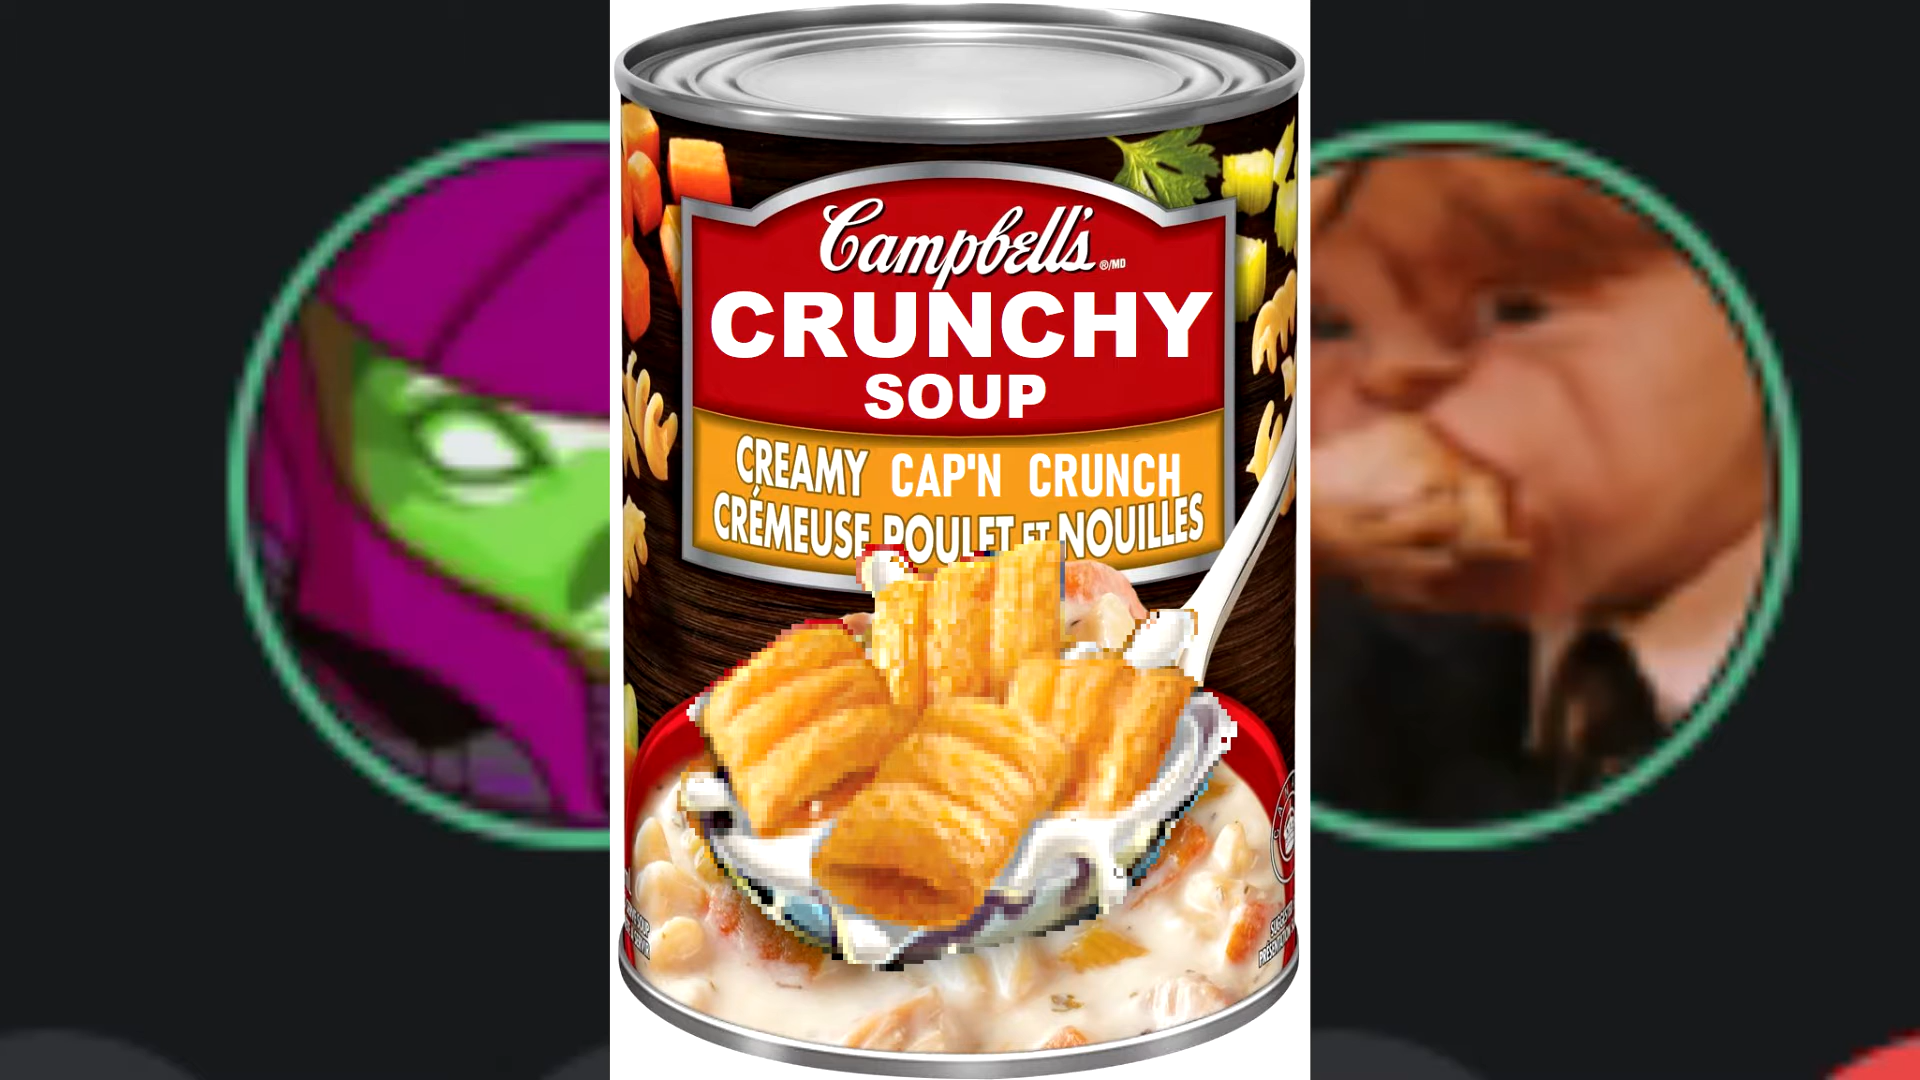 Campbell's ®/MD
CRUNCHY
SOUP
CREAMY CAP'N CRUNCH
CRÉMEUSE POULET ET NOUILLES